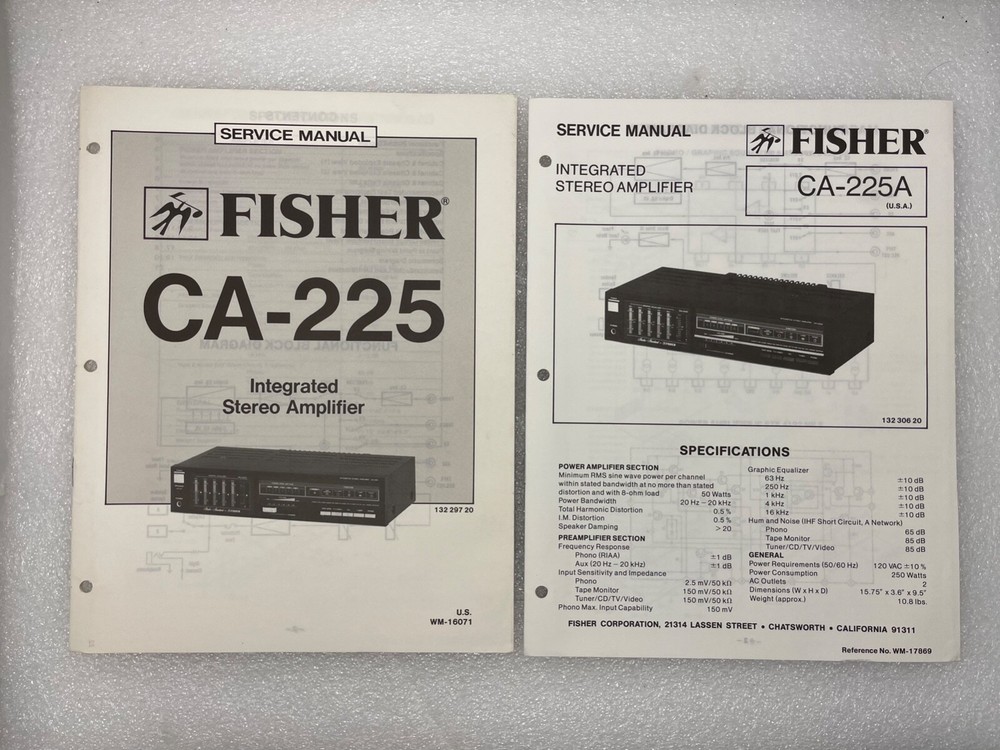 SERVICE MANUAL
FISHER®
CA-225
Integrated
Stereo Amplifier
132 297 20
U.S.
WM-16071
SERVICE MANUAL
FISHER®
INTEGRATED
STEREO AMPLIFIER
CA-225A
(U.S.A.)
132 306 20
SPECIFICATIONS
POWER AMPLIFIER SECTION
Minimum RMS sine wave power per channel
within stated bandwidth at no more than stated
distortion and with 8-ohm load 50 Watts
Power Bandwidth 20 Hz – 20 kHz
Total Harmonic Distortion 0.5 %
I.M. Distortion 0.5 %
Speaker Damping > 20
PREAMPLIFIER SECTION
Frequency Response
Phono (RIAA) ±1 dB
Aux (20 Hz – 20 kHz) ±1 dB
Input Sensitivity and Impedance
Phono 2.5 mV/50 kΩ
Tape Monitor 150 mV/50 kΩ
Tuner/CD/TV/Video 150 mV/50 kΩ
Phono Max. Input Capability 150 mV
Graphic Equalizer
63 Hz ±10 dB
250 Hz ±10 dB
1 kHz ±10 dB
4 kHz ±10 dB
16 kHz ±10 dB
Hum and Noise (IHF Short Circuit, A Network)
Phono 65 dB
Tape Monitor 85 dB
Tuner/CD/TV/Video 85 dB
GENERAL
Power Requirements (50/60 Hz) 120 VAC ±10 %
Power Consumption 250 Watts
AC Outlets 2
Dimensions (W x H x D) 15.75" x 3.6" x 9.5"
Weight (approx.) 10.8 lbs.
FISHER CORPORATION, 21314 LASSEN STREET • CHATSWORTH • CALIFORNIA 91311
Reference No. WM-17869